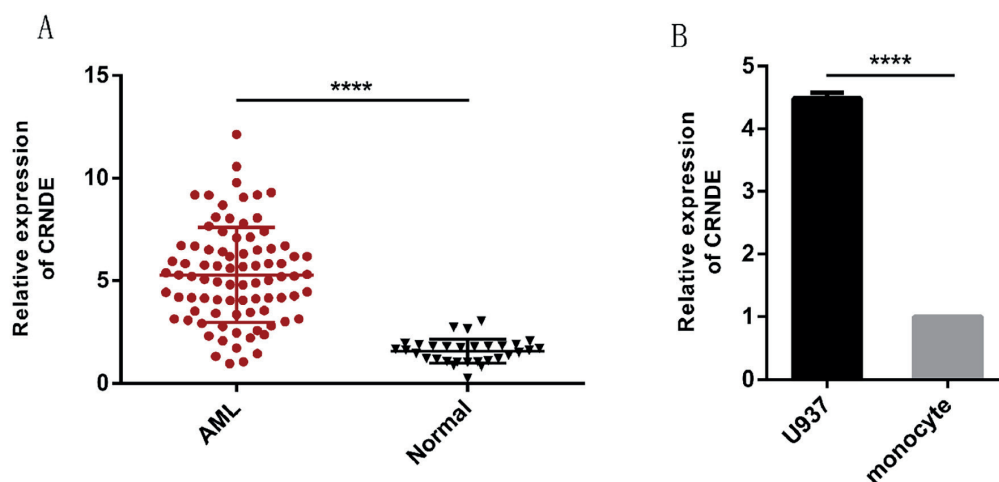 A
Relative expression
of CRNDE
15
10
5
0
****
AML
Normal
B
Relative expression
of CRNDE
5
4
3
2
1
0
****
U937
monocyte